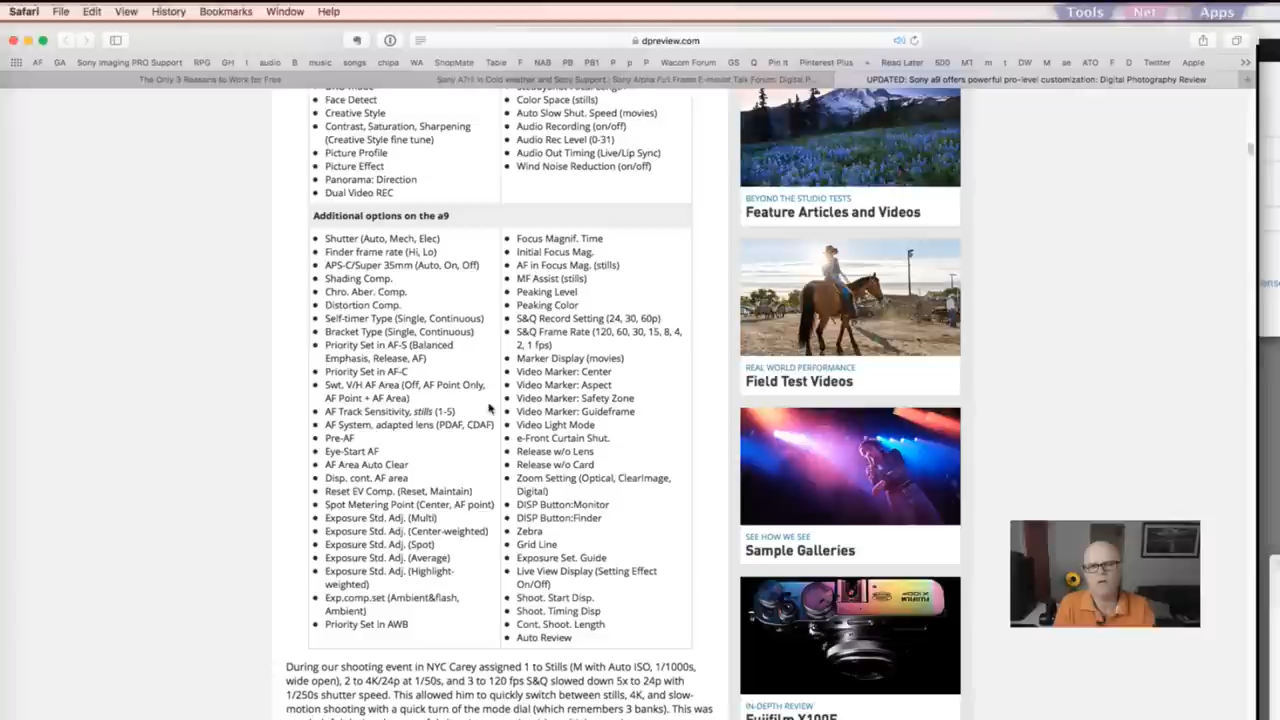 Safari File Edit View History Bookmarks Window Help
Tools Net Apps
dpreview.com
AF GA Sony Imaging PRO Support RPG GH I audio B music songs chipa WA ShopMate Table F NAB PB1 P p P Wacom Forum GS Q Pin It Pinterest Plus Read Later 5D0 MT m t DW M ae ATO F D Twitter Apple
The Only 3 Reasons to Work for Free
UPDATED: Sony a9 offers powerful pro-level customization: Digital Photography Review
Face Detect
Creative Style
Contrast, Saturation, Sharpening
(Creative Style fine tune)
Picture Profile
Picture Effect
Panorama: Direction
Dual Video REC
Color Space (stills)
Auto Slow Shut. Speed (movies)
Audio Recording (on/off)
Audio Rec Level (0-31)
Audio Out Timing (Live/Lip Sync)
Wind Noise Reduction (on/off)
Additional options on the a9
Shutter (Auto, Mech, Elec)
Finder frame rate (Hi, Lo)
APS-C/Super 35mm (Auto, On, Off)
Shading Comp.
Chro. Aber. Comp.
Distortion Comp.
Self-timer Type (Single, Continuous)
Bracket Type (Single, Continuous)
Priority Set in AF-S (Balanced
Emphasis, Release, AF)
Priority Set in AF-C
Swt. V/H AF Area (Off, AF Point Only,
AF Point + AF Area)
AF Track Sensitivity, stills (1-5)
AF System, adapted lens (PDAF, CDAF)
Pre-AF
Eye-Start AF
AF Area Auto Clear
Disp. cont. AF area
Reset EV Comp. (Reset, Maintain)
Spot Metering Point (Center, AF point)
Exposure Std. Adj. (Multi)
Exposure Std. Adj. (Center-weighted)
Exposure Std. Adj. (Spot)
Exposure Std. Adj. (Average)
Exposure Std. Adj. (Highlight-
weighted)
Exp.comp.set (Ambient&flash,
Ambient)
Priority Set in AWB
Focus Magnif. Time
Initial Focus Mag.
AF in Focus Mag. (stills)
MF Assist (stills)
Peaking Level
Peaking Color
S&Q Record Setting (24, 30, 60p)
S&Q Frame Rate (120, 60, 30, 15, 8, 4,
2, 1 fps)
Marker Display (movies)
Video Marker: Center
Video Marker: Aspect
Video Marker: Safety Zone
Video Marker: Guideframe
Video Light Mode
e-Front Curtain Shut.
Release w/o Lens
Release w/o Card
Zoom Setting (Optical, ClearImage,
Digital)
DISP Button:Monitor
DISP Button:Finder
Zebra
Grid Line
Exposure Set. Guide
Live View Display (Setting Effect
On/Off)
Shoot. Start Disp.
Shoot. Timing Disp
Cont. Shoot. Length
Auto Review
During our shooting event in NYC Carey assigned 1 to Stills (M with Auto ISO, 1/1000s,
wide open), 2 to 4K/24p at 1/50s, and 3 to 120 fps S&Q slowed down 5x to 24p with
1/250s shutter speed. This allowed him to quickly switch between stills, 4K, and slow-
motion shooting with a quick turn of the mode dial (which remembers 3 banks). This was
BEYOND THE STUDIO TESTS
Feature Articles and Videos
REAL WORLD PERFORMANCE
Field Test Videos
SEE HOW WE SEE
Sample Galleries
FUJIFILM X100F
IN-DEPTH REVIEW
Fujifilm X100F